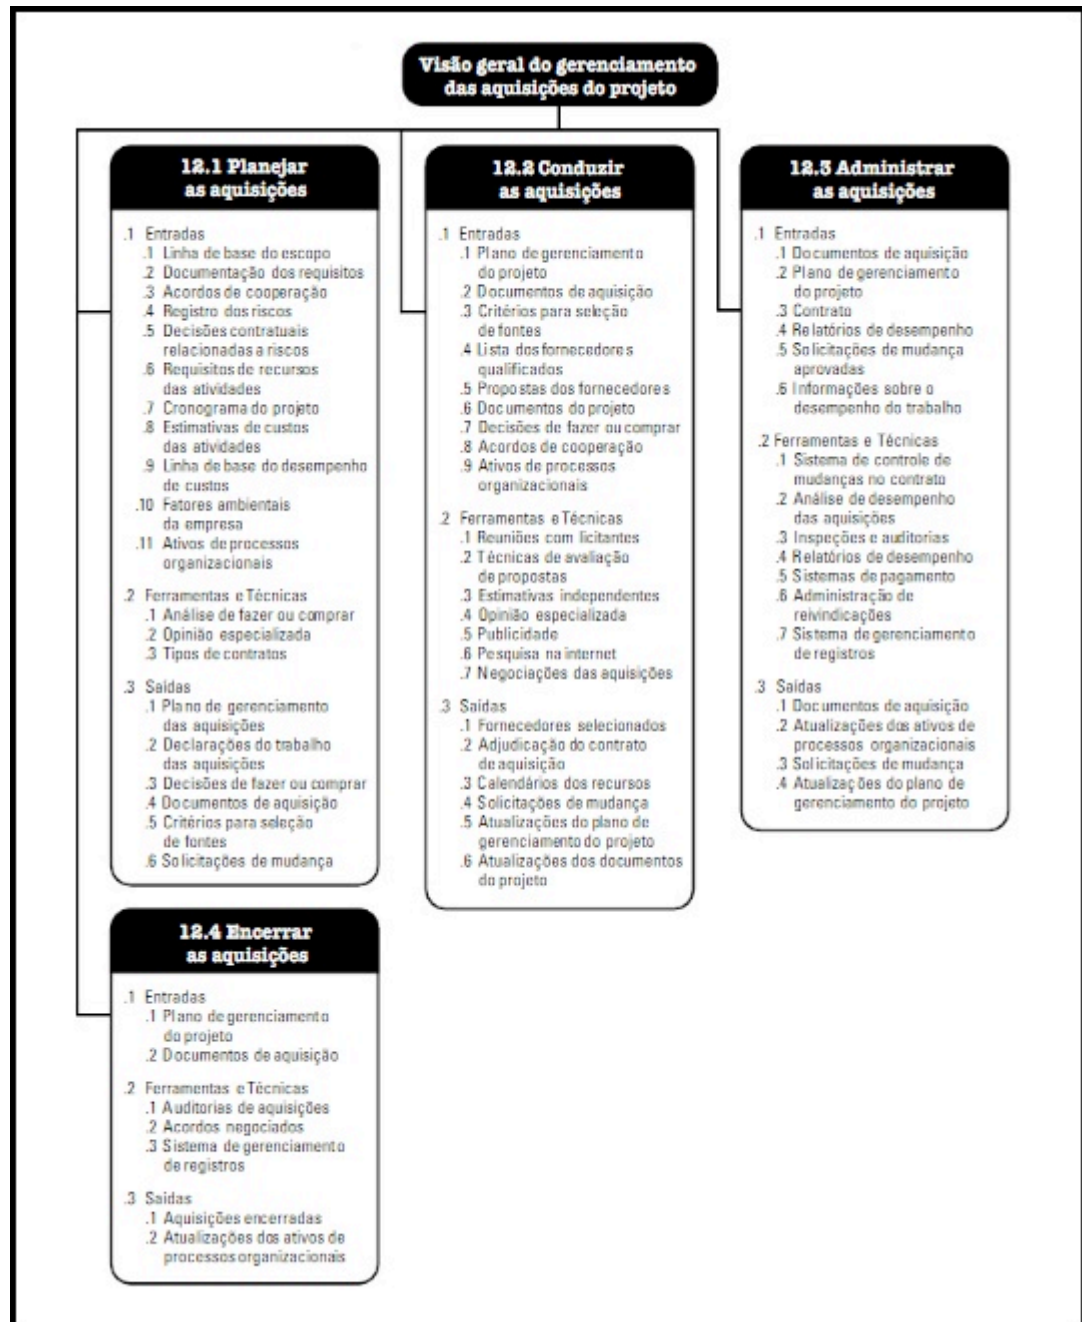 Visão geral do gerenciamento
das aquisições do projeto
12.1 Planejar
as aquisições
.1 Entradas
.1 Linha de base do escopo
.2 Documentação dos requisitos
.3 Acordos de cooperação
.4 Registro dos riscos
.5 Decisões contratuais
relacionadas a riscos
.6 Requisitos de recursos
das atividades
.7 Cronograma do projeto
.8 Estimativas de custos
das atividades
.9 Linha de base do desempenho
de custos
.10 Fatores ambientais
da empresa
.11 Ativos de processos
organizacionais
.2 Ferramentas e Técnicas
.1 Análise de fazer ou comprar
.2 Opinião especializada
.3 Tipos de contratos
.3 Saídas
.1 Plano de gerenciamento
das aquisições
.2 Declarações do trabalho
das aquisições
.3 Decisões de fazer ou comprar
.4 Documentos de aquisição
.5 Critérios para seleção
de fontes
.6 Solicitações de mudança
12.2 Conduzir
as aquisições
.1 Entradas
.1 Plano de gerenciamento
do projeto
.2 Documentos de aquisição
.3 Critérios para seleção
de fontes
.4 Lista dos fornecedores
qualificados
.5 Propostas dos fornecedores
.6 Documentos do projeto
.7 Decisões de fazer ou comprar
.8 Acordos de cooperação
.9 Ativos de processos
organizacionais
.2 Ferramentas e Técnicas
.1 Reuniões com licitantes
.2 Técnicas de avaliação
de propostas
.3 Estimativas independentes
.4 Opinião especializada
.5 Publicidade
.6 Pesquisa na internet
.7 Negociações das aquisições
.3 Saídas
.1 Fornecedores selecionados
.2 Adjudicação do contrato
de aquisição
.3 Calendários dos recursos
.4 Solicitações de mudança
.5 Atualizações do plano de
gerenciamento do projeto
.6 Atualizações dos documentos
do projeto
12.3 Administrar
as aquisições
.1 Entradas
.1 Documentos de aquisição
.2 Plano de gerenciamento
do projeto
.3 Contrato
.4 Relatórios de desempenho
.5 Solicitações de mudança
aprovadas
.6 Informações sobre o
desempenho do trabalho
.2 Ferramentas e Técnicas
.1 Sistema de controle de
mudanças no contrato
.2 Análise de desempenho
das aquisições
.3 Inspeções e auditorias
.4 Relatórios de desempenho
.5 Sistemas de pagamento
.6 Administração de
reivindicações
.7 Sistema de gerenciamento
de registros
.3 Saídas
.1 Documentos de aquisição
.2 Atualizações dos ativos de
processos organizacionais
.3 Solicitações de mudança
.4 Atualizações do plano de
gerenciamento do projeto
12.4 Encerrar
as aquisições
.1 Entradas
.1 Plano de gerenciamento
do projeto
.2 Documentos de aquisição
.2 Ferramentas e Técnicas
.1 Auditorias de aquisições
.2 Acordos negociados
.3 Sistema de gerenciamento
de registros
.3 Saídas
.1 Aquisições encerradas
.2 Atualizações dos ativos de
processos organizacionais